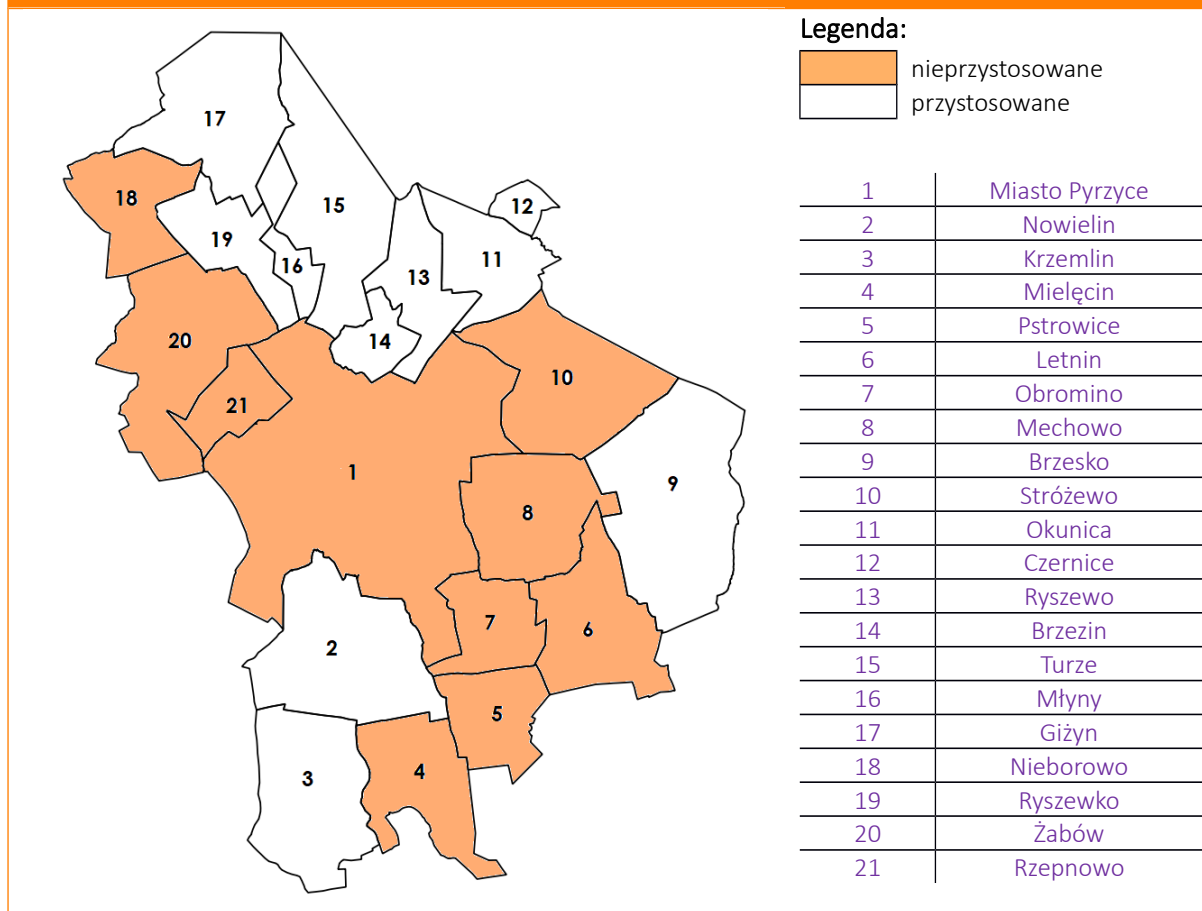 Legenda:
nieprzystosowane
przystosowane
17
18
15
12
19
16
11
13
14
20
10
21
1
9
8
7
6
2
5
4
3
1 Miasto Pyrzyce
2 Nowielin
3 Krzemlin
4 Mielęcin
5 Pstrowice
6 Letnin
7 Obromino
8 Mechowo
9 Brzesko
10 Stróżewo
11 Okunica
12 Czernice
13 Ryszewo
14 Brzezin
15 Turze
16 Młyny
17 Giżyn
18 Nieborowo
19 Ryszewko
20 Żabów
21 Rzepnowo